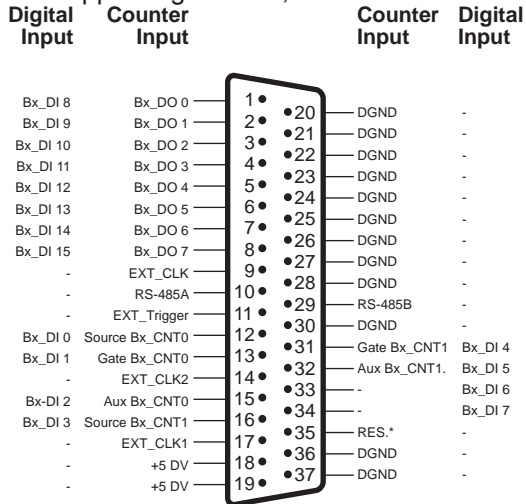 Digital Input Counter Input
Bx_DI 8 Bx_DO 0 1
Bx_DI 9 Bx_DO 1 2
Bx_DI 10 Bx_DO 2 3
Bx_DI 11 Bx_DO 3 4
Bx_DI 12 Bx_DO 4 5
Bx_DI 13 Bx_DO 5 6
Bx_DI 14 Bx_DO 6 7
Bx_DI 15 Bx_DO 7 8
- EXT_CLK 9
- RS-485A 10
- EXT_Trigger 11
Bx_DI 0 Source Bx_CNT0 12
Bx_DI 1 Gate Bx_CNT0 13
- EXT_CLK2 14
Bx-DI 2 Aux Bx_CNT0 15
Bx_DI 3 Source Bx_CNT1 16
- EXT_CLK1 17
- +5 DV 18
- +5 DV 19
Counter Input Digital Input
20 DGND -
21 DGND -
22 DGND -
23 DGND -
24 DGND -
25 DGND -
26 DGND -
27 DGND -
28 DGND -
29 RS-485B -
30 DGND -
31 Gate Bx_CNT1 Bx_DI 4
32 Aux Bx_CNT1. Bx_DI 5
33 - Bx_DI 6
34 - Bx_DI 7
35 RES.* -
36 DGND -
37 DGND -